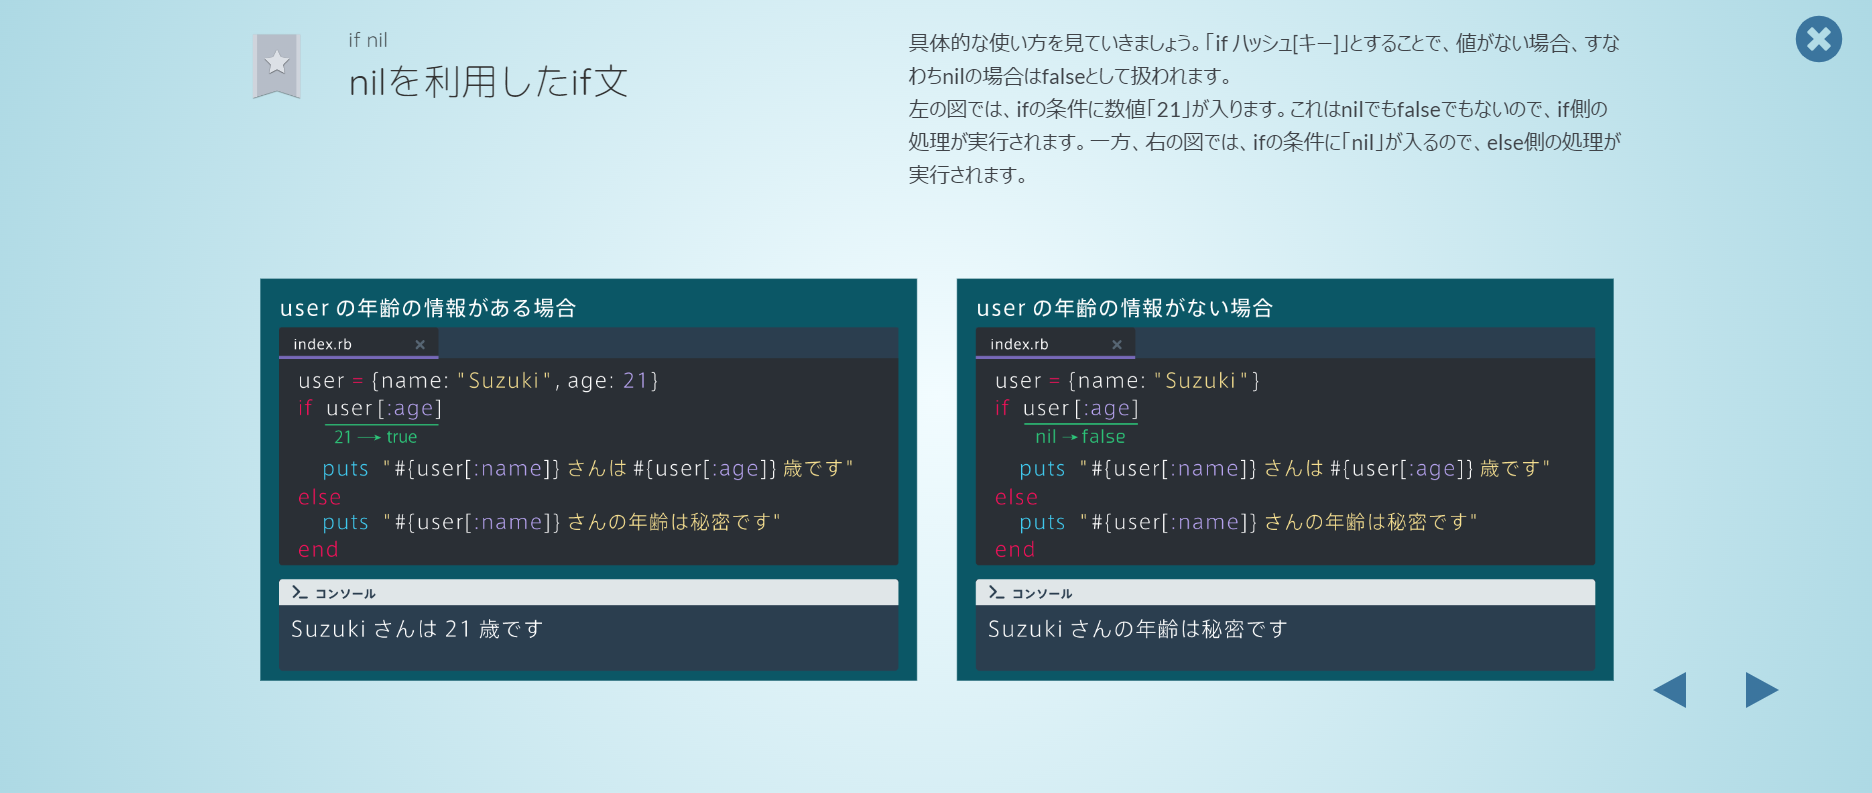 if nil
nilを利用したif文
具体的な使い方を見ていきましょう。「if ハッシュ[キー]」とすることで、値がない場合、すな
わちnilの場合はfalseとして扱われます。
左の図では、ifの条件に数値「21」が入ります。これはnilでもfalseでもないので、if側の
処理が実行されます。一方、右の図では、ifの条件に「nil」が入るので、else側の処理が
実行されます。
user の年齢の情報がある場合
index.rb
user = {name: "Suzuki", age: 21}
if user[:age]
21 → true
puts "#{user[:name]} さんは #{user[:age]} 歳です"
else
puts "#{user[:name]} さんの年齢は秘密です"
end
コンソール
Suzuki さんは 21 歳です
user の年齢の情報がない場合
index.rb
user = {name: "Suzuki"}
if user[:age]
nil → false
puts "#{user[:name]} さんは #{user[:age]} 歳です"
else
puts "#{user[:name]} さんの年齢は秘密です"
end
コンソール
Suzuki さんの年齢は秘密です